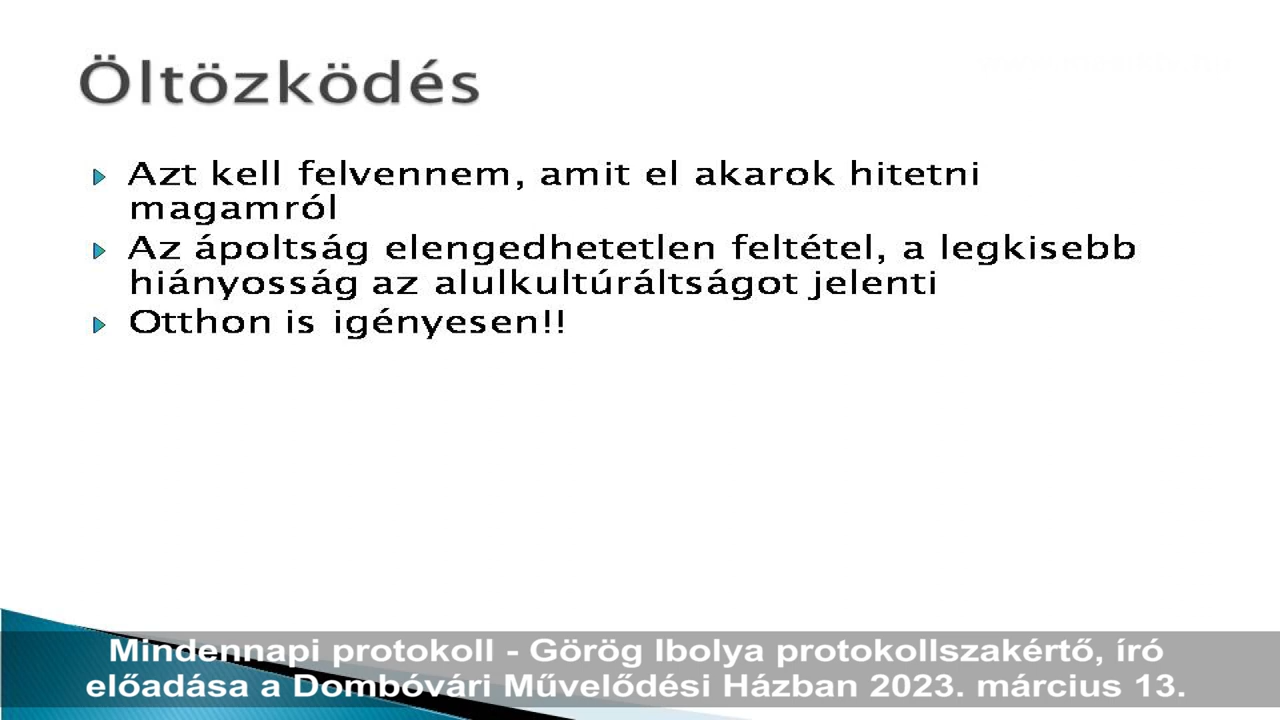 Öltözködés
Azt kell felvennem, amit el akarok hitetni
magamról
Az ápoltság elengedhetetlen feltétel, a legkisebb
hiányosság az alulkultúráltságot jelenti
Otthon is igényesen!!
Mindennapi protokoll - Görög Ibolya protokollszakértő, író
előadása a Dombóvári Művelődési Házban 2023. március 13.